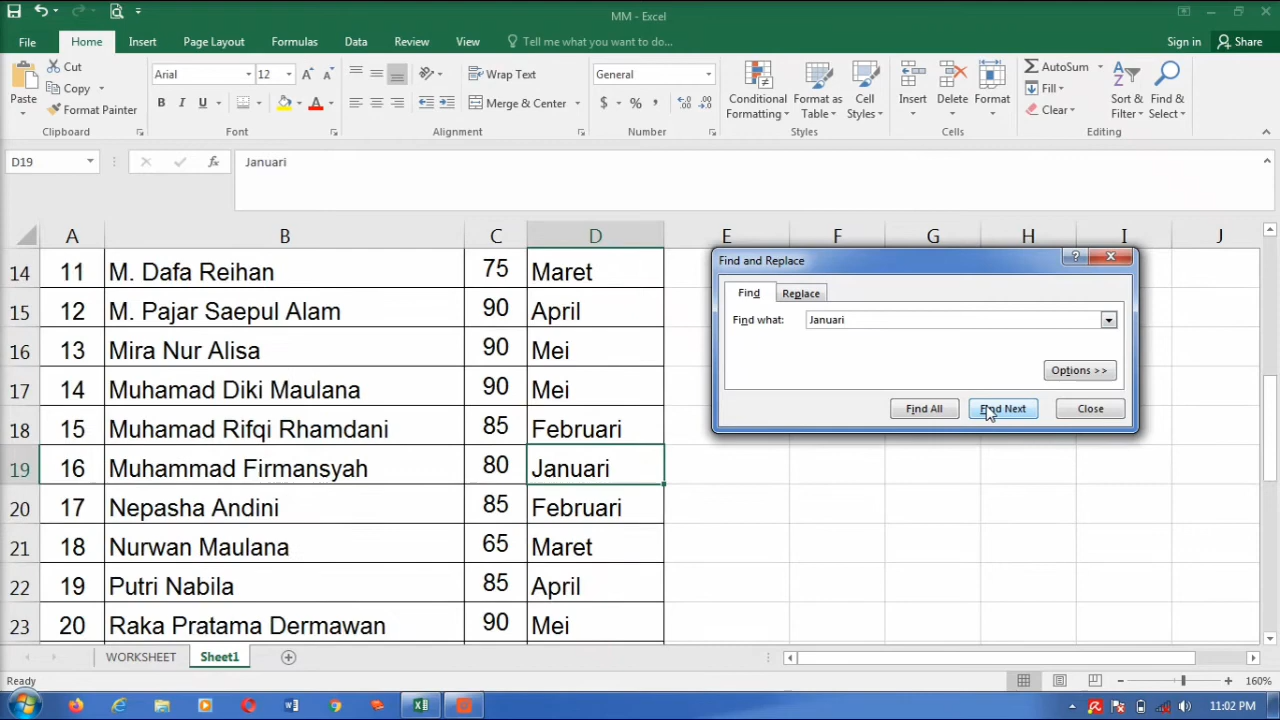 MM - Excel
File Home Insert Page Layout Formulas Data Review View Tell me what you want to do... Sign in Share
Paste
Cut
Copy
Format Painter
Clipboard
Arial 12
B I U
Font
Wrap Text
Merge & Center
Alignment
General
$ % ,
Number
Conditional Formatting
Format as Table
Cell Styles
Styles
Insert
Delete
Format
Cells
AutoSum
Fill
Clear
Sort & Filter
Find & Select
Editing
D19 fx Januari
A B C D E F G H I J
14 11 M. Dafa Reihan 75 Maret
15 12 M. Pajar Saepul Alam 90 April
16 13 Mira Nur Alisa 90 Mei
17 14 Muhamad Diki Maulana 90 Mei
18 15 Muhamad Rifqi Rhamdani 85 Februari
19 16 Muhammad Firmansyah 80 Januari
20 17 Nepasha Andini 85 Februari
21 18 Nurwan Maulana 65 Maret
22 19 Putri Nabila 85 April
23 20 Raka Pratama Dermawan 90 Mei
Find and Replace
Find Replace
Find what: Januari
Options >>
Find All Find Next Close
WORKSHEET Sheet1
Ready 160%
11:02 PM